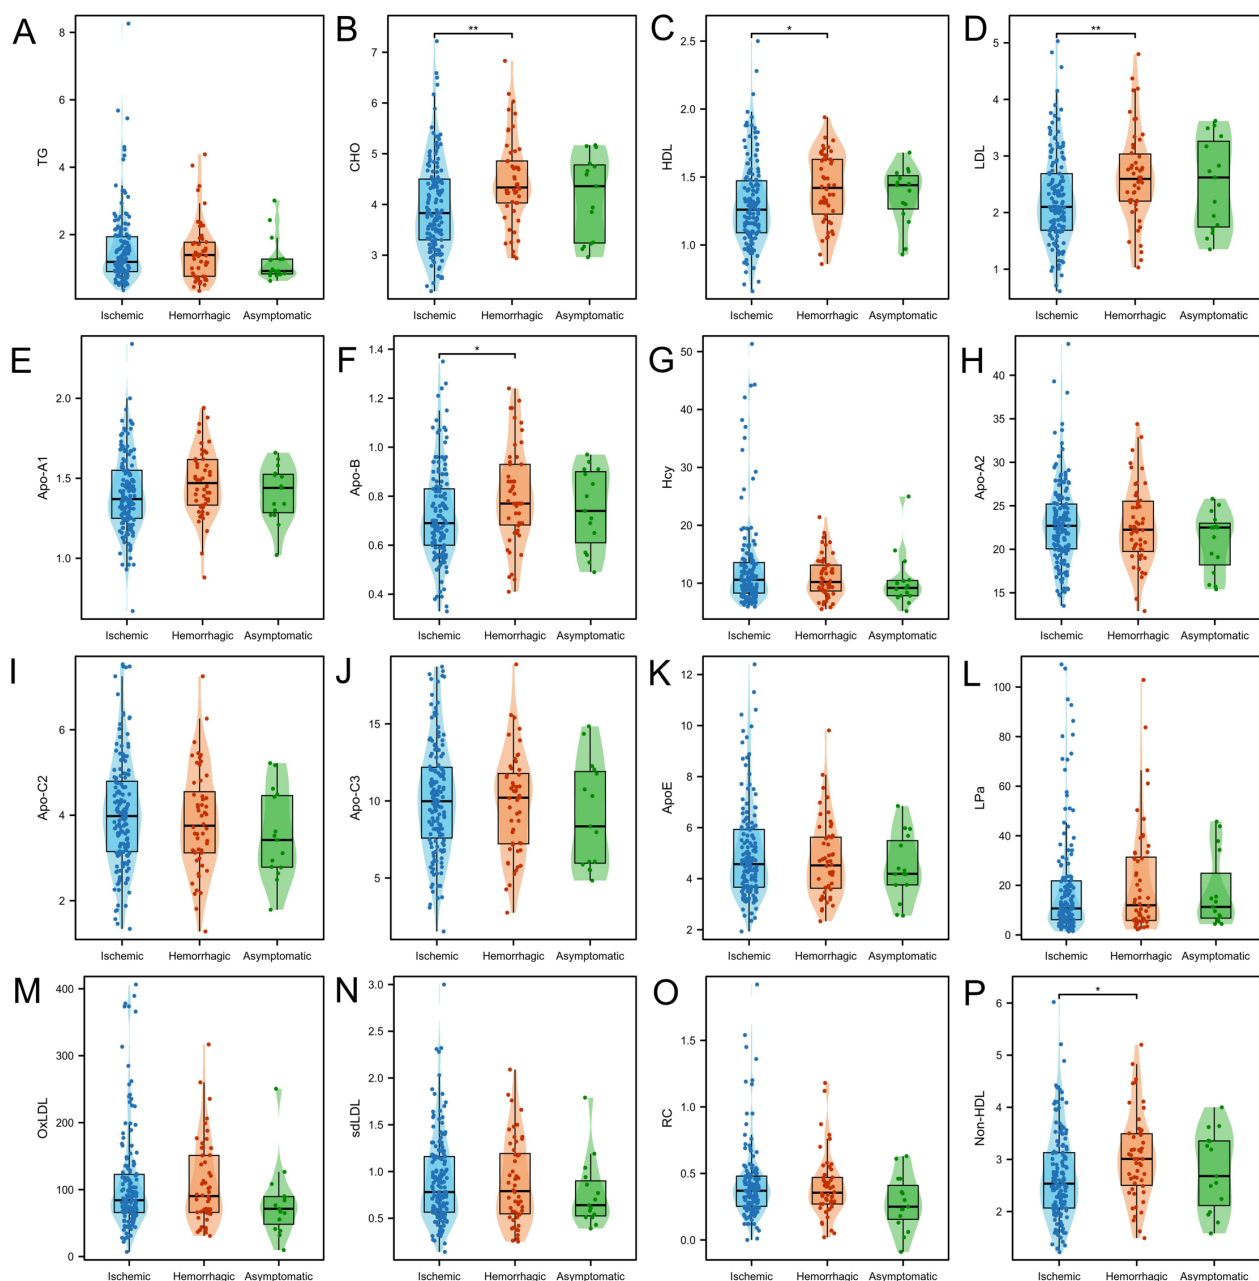 A
TG
8
6
4
2
Ischemic Hemorrhagic Asymptomatic
B
CHO
**
7
6
5
4
3
Ischemic Hemorrhagic Asymptomatic
C
HDL
*
2.5
2.0
1.5
1.0
Ischemic Hemorrhagic Asymptomatic
D
LDL
**
5
4
3
2
1
Ischemic Hemorrhagic Asymptomatic
E
Apo-A1
2.0
1.5
1.0
Ischemic Hemorrhagic Asymptomatic
F
Apo-B
*
1.4
1.2
1.0
0.8
0.6
0.4
Ischemic Hemorrhagic Asymptomatic
G
Hcy
50
40
30
20
10
Ischemic Hemorrhagic Asymptomatic
H
Apo-A2
40
35
30
25
20
15
Ischemic Hemorrhagic Asymptomatic
I
Apo-C2
6
4
2
Ischemic Hemorrhagic Asymptomatic
J
Apo-C3
15
10
5
Ischemic Hemorrhagic Asymptomatic
K
ApoE
12
10
8
6
4
2
Ischemic Hemorrhagic Asymptomatic
L
LPa
100
80
60
40
20
0
Ischemic Hemorrhagic Asymptomatic
M
OxLDL
400
300
200
100
0
Ischemic Hemorrhagic Asymptomatic
N
sdLDL
3.0
2.5
2.0
1.5
1.0
0.5
Ischemic Hemorrhagic Asymptomatic
O
RC
1.5
1.0
0.5
0.0
Ischemic Hemorrhagic Asymptomatic
P
Non-HDL
*
6
5
4
3
2
Ischemic Hemorrhagic Asymptomatic